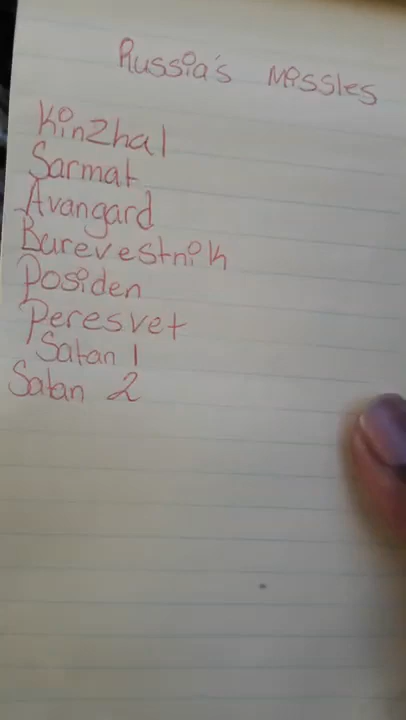 Russia's Missles
Kinzhal
Sarmat
Avangard
Burevestnik
Posiden
Peresvet
Satan 1
Satan 2